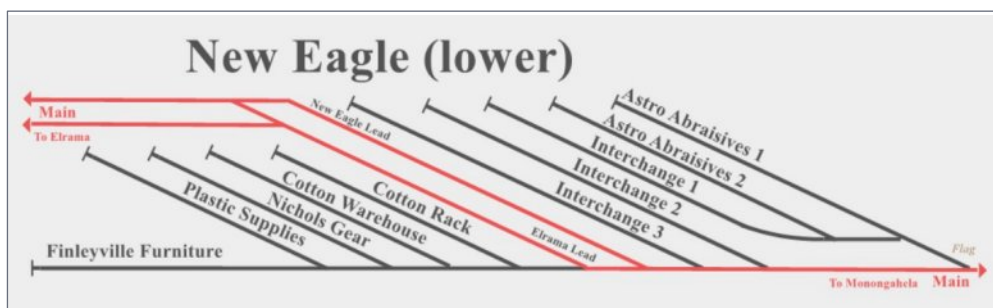 New Eagle (lower)
Main
To Elrama
New Eagle Lead
Astro Abraisives 1
Astro Abraisives 2
Interchange 1
Interchange 2
Interchange 3
Cotton Rack
Cotton Warehouse
Nichols Gear
Plastic Supplies
Elrama Lead
Finleyville Furniture
Flag
To Monongahela Main